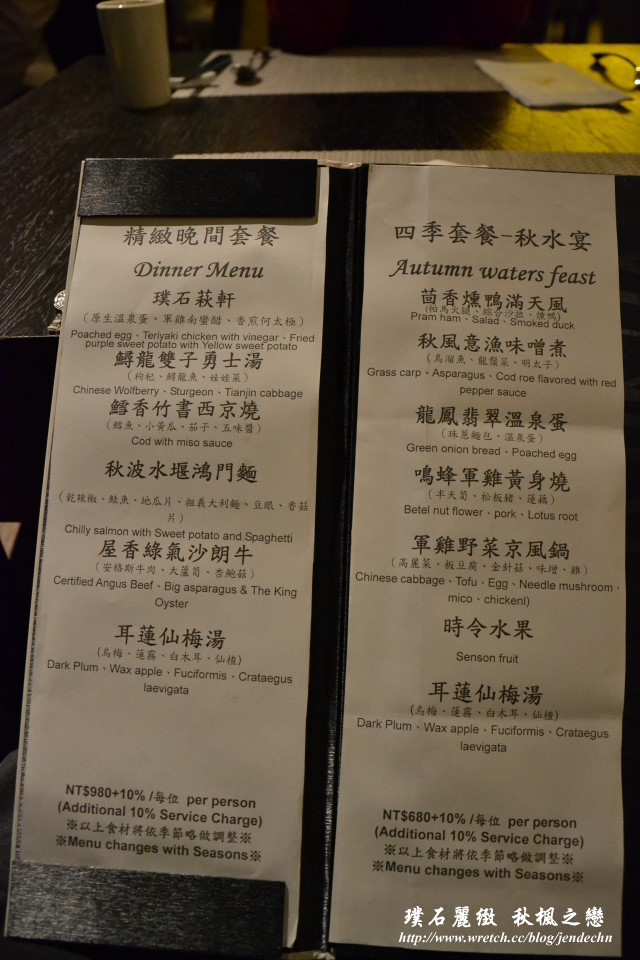 精緻晚間套餐
Dinner Menu
璞石萩軒
(原生溫泉蛋、軍雞南蠻醋、香煎何太極)
Poached egg、Teriyaki chicken with vinegar、Fried
purple sweet potato with Yellow sweet potato
鱘龍雙子勇士湯
(枸杞、鱘龍魚、娃娃菜)
Chinese Wolfberry、Sturgeon、Tianjin cabbage
鱈香竹書西京燒
(鱈魚、小黃瓜、茄子、五味醬)
Cod with miso sauce
秋波水堰鴻門麵
(乾辣椒、鮭魚、地瓜片、粗義大利麵、豆眼、香菇
片)
Chilly salmon with Sweet potato and Spaghetti
屋香綠氣沙朗牛
(安格斯牛肉、大蘆筍、杏鮑菇)
Certified Angus Beef、Big asparagus & The King
Oyster
耳蓮仙梅湯
(烏梅、蓮霧、白木耳、仙楂)
Dark Plum、Wax apple、Fuciformis、Crataegus
laevigata
NT$980+10% /每位 per person
(Additional 10% Service Charge)
※以上食材將依季節略做調整※
※Menu changes with Seasons※
四季套餐-秋水宴
Autumn waters feast
茴香燻鴨滿天風
(帕馬火腿、綜合沙拉、燻鴨)
Pram ham、Salad、Smoked duck
秋風意漁味噌煮
(烏溜魚、龍鬚菜、明太子)
Grass carp、Asparagus、Cod roe flavored with red
pepper sauce
龍鳳翡翠溫泉蛋
(珠蔥麵包、溫泉蛋)
Green onion bread、Poached egg
鳴蜂軍雞黃身燒
(半天筍、松板豬、蓮藕)
Betel nut flower、pork、Lotus root
軍雞野菜京風鍋
(高麗菜、板豆腐、金針菇、味增、雞)
Chinese cabbage、Tofu、Egg、Needle mushroom、
mico、chickenl)
時令水果
Senson fruit
耳蓮仙梅湯
(烏梅、蓮霧、白木耳、仙楂)
Dark Plum、Wax apple、Fuciformis、Crataegus
laevigata
NT$680+10% /每位 per person
(Additional 10% Service Charge)
※以上食材將依季節略做調整※
※Menu changes with Seasons※
璞石麗緻 秋楓之戀
http://www.wretch.cc/blog/jendechn